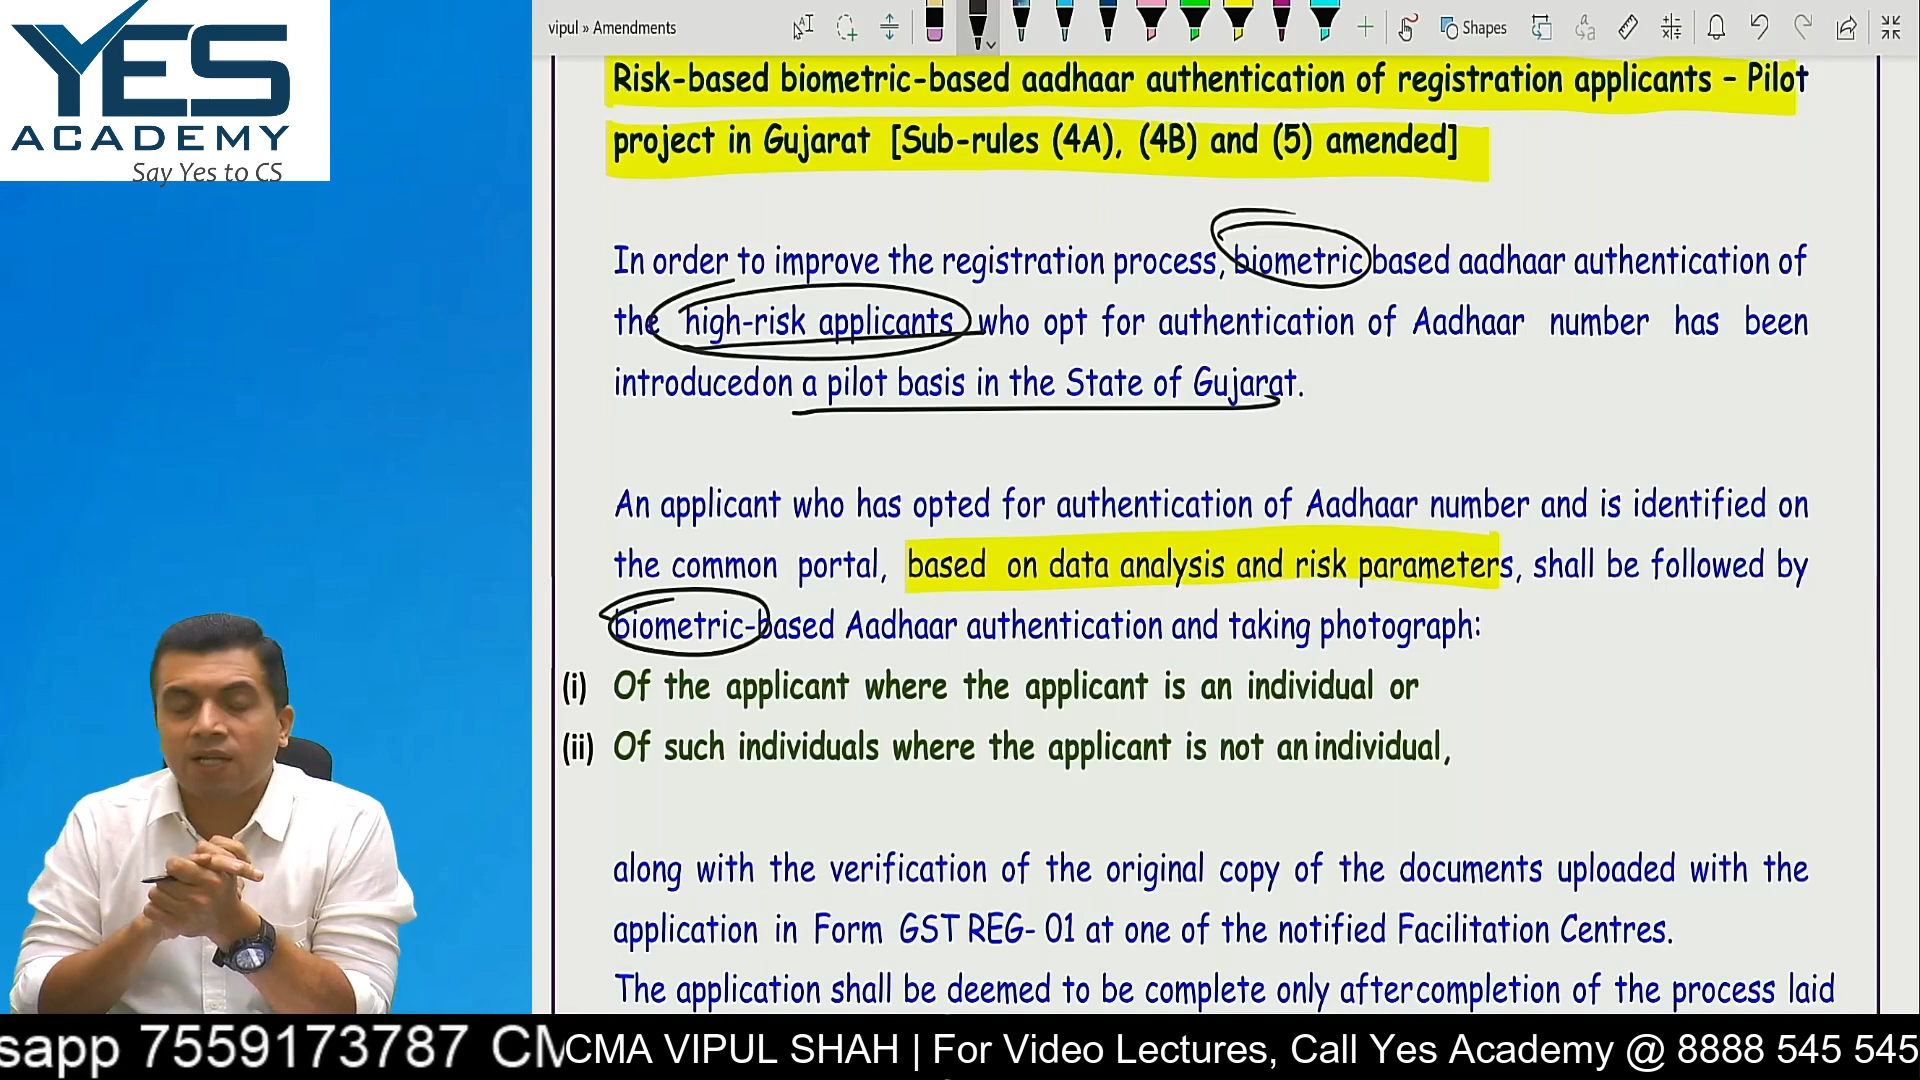 YES
ACADEMY
Say Yes to CS
vipul » Amendments
Shapes
Risk-based biometric-based aadhaar authentication of registration applicants – Pilot
project in Gujarat [Sub-rules (4A), (4B) and (5) amended]
In order to improve the registration process, biometric based aadhaar authentication of
the high-risk applicants who opt for authentication of Aadhaar number has been
introducedon a pilot basis in the State of Gujarat.
An applicant who has opted for authentication of Aadhaar number and is identified on
the common portal, based on data analysis and risk parameters, shall be followed by
biometric-based Aadhaar authentication and taking photograph:
(i) Of the applicant where the applicant is an individual or
(ii) Of such individuals where the applicant is not an individual,
along with the verification of the original copy of the documents uploaded with the
application in Form GST REG- 01 at one of the notified Facilitation Centres.
The application shall be deemed to be complete only aftercompletion of the process laid
sapp 7559173787 CM
CMA VIPUL SHAH | For Video Lectures, Call Yes Academy @ 8888 545 545